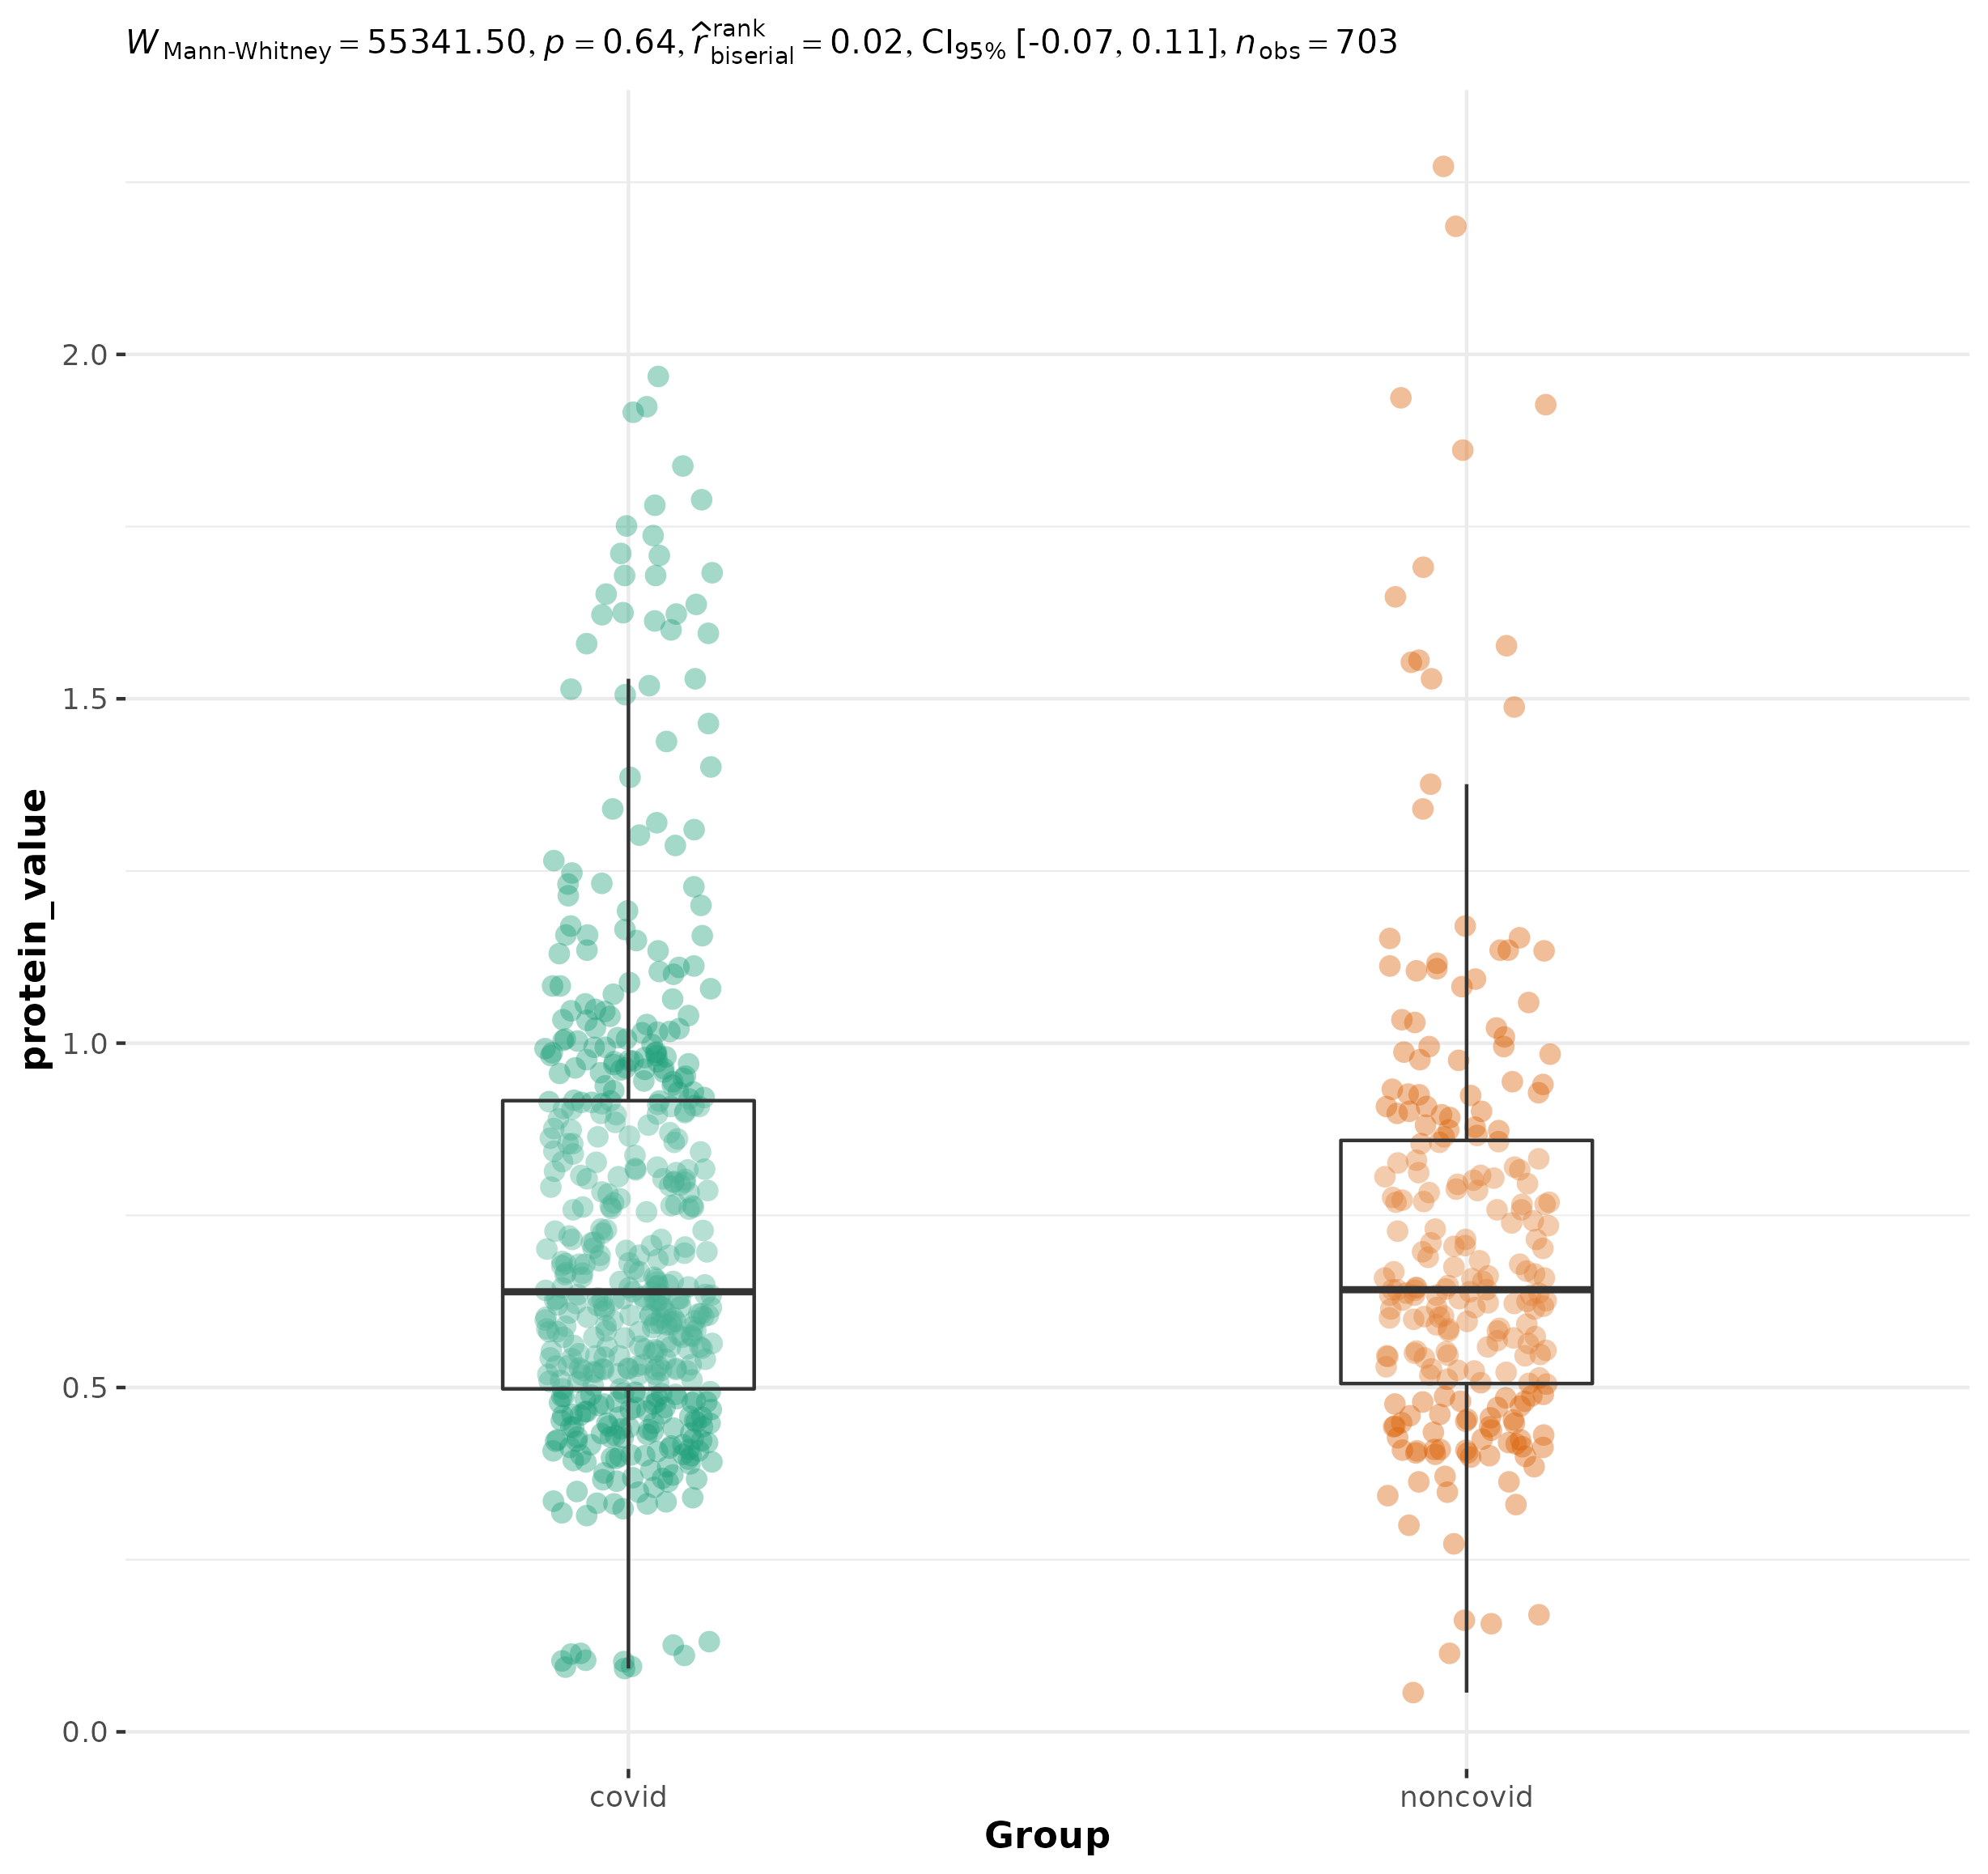 W Mann-Whitney = 55341.50, p = 0.64, r̂ rank biserial = 0.02, CI95% [-0.07, 0.11], nobs = 703
protein_value
2.0
1.5
1.0
0.5
0.0
covid noncovid
Group